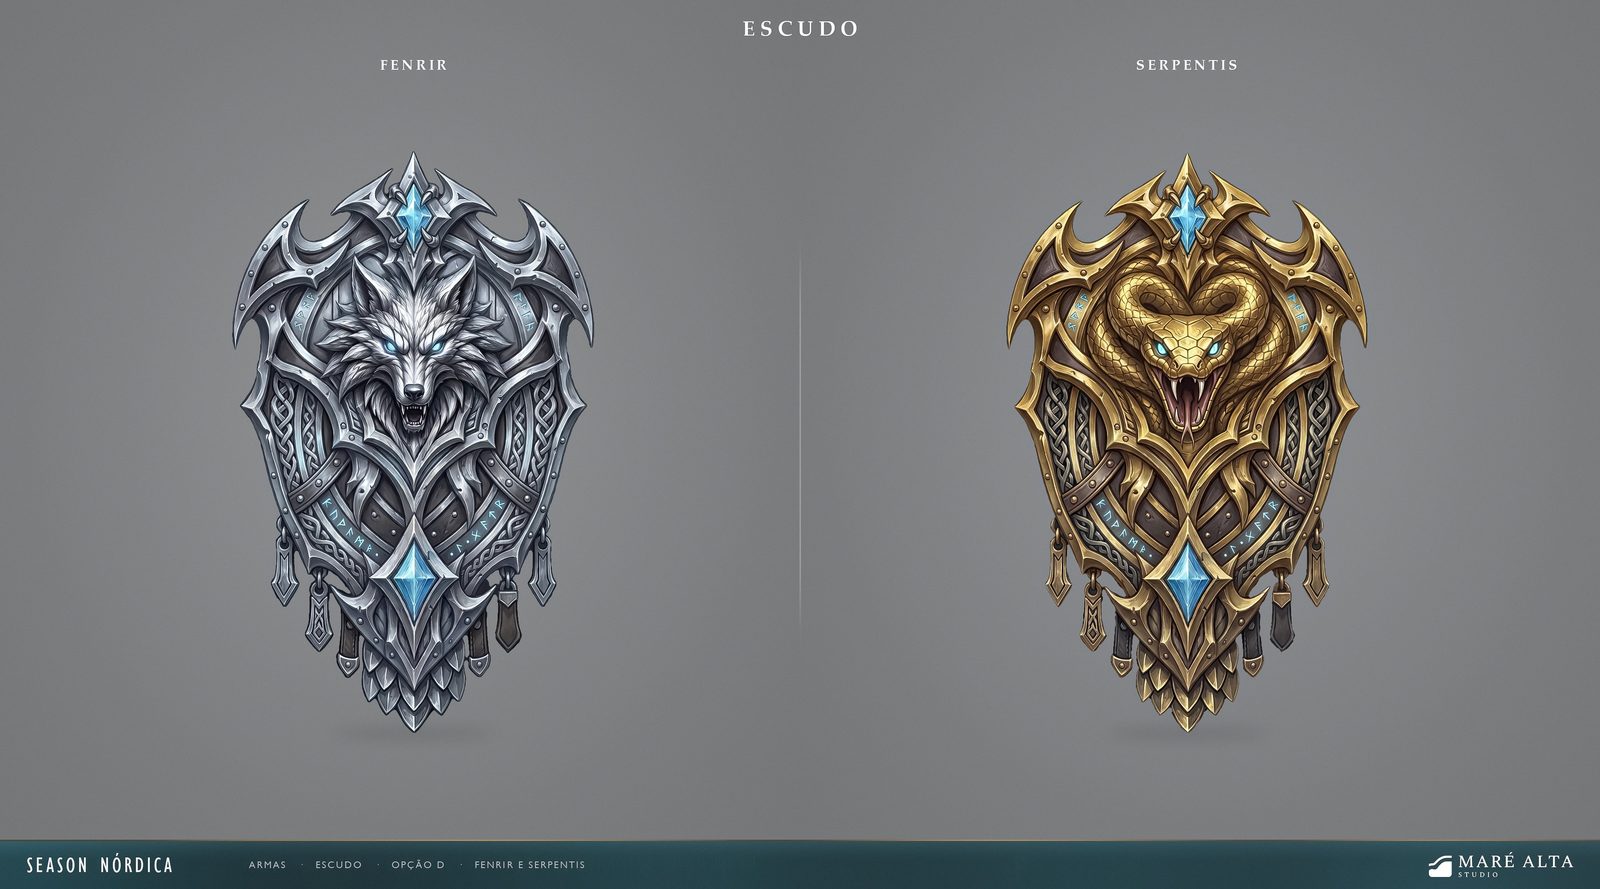 ESCUDO
FENRIR
SERPENTIS
SEASON NÓRDICA
ARMAS · ESCUDO · OPÇÃO D · FENRIR E SERPENTIS
MARÉ ALTA
STUDIO